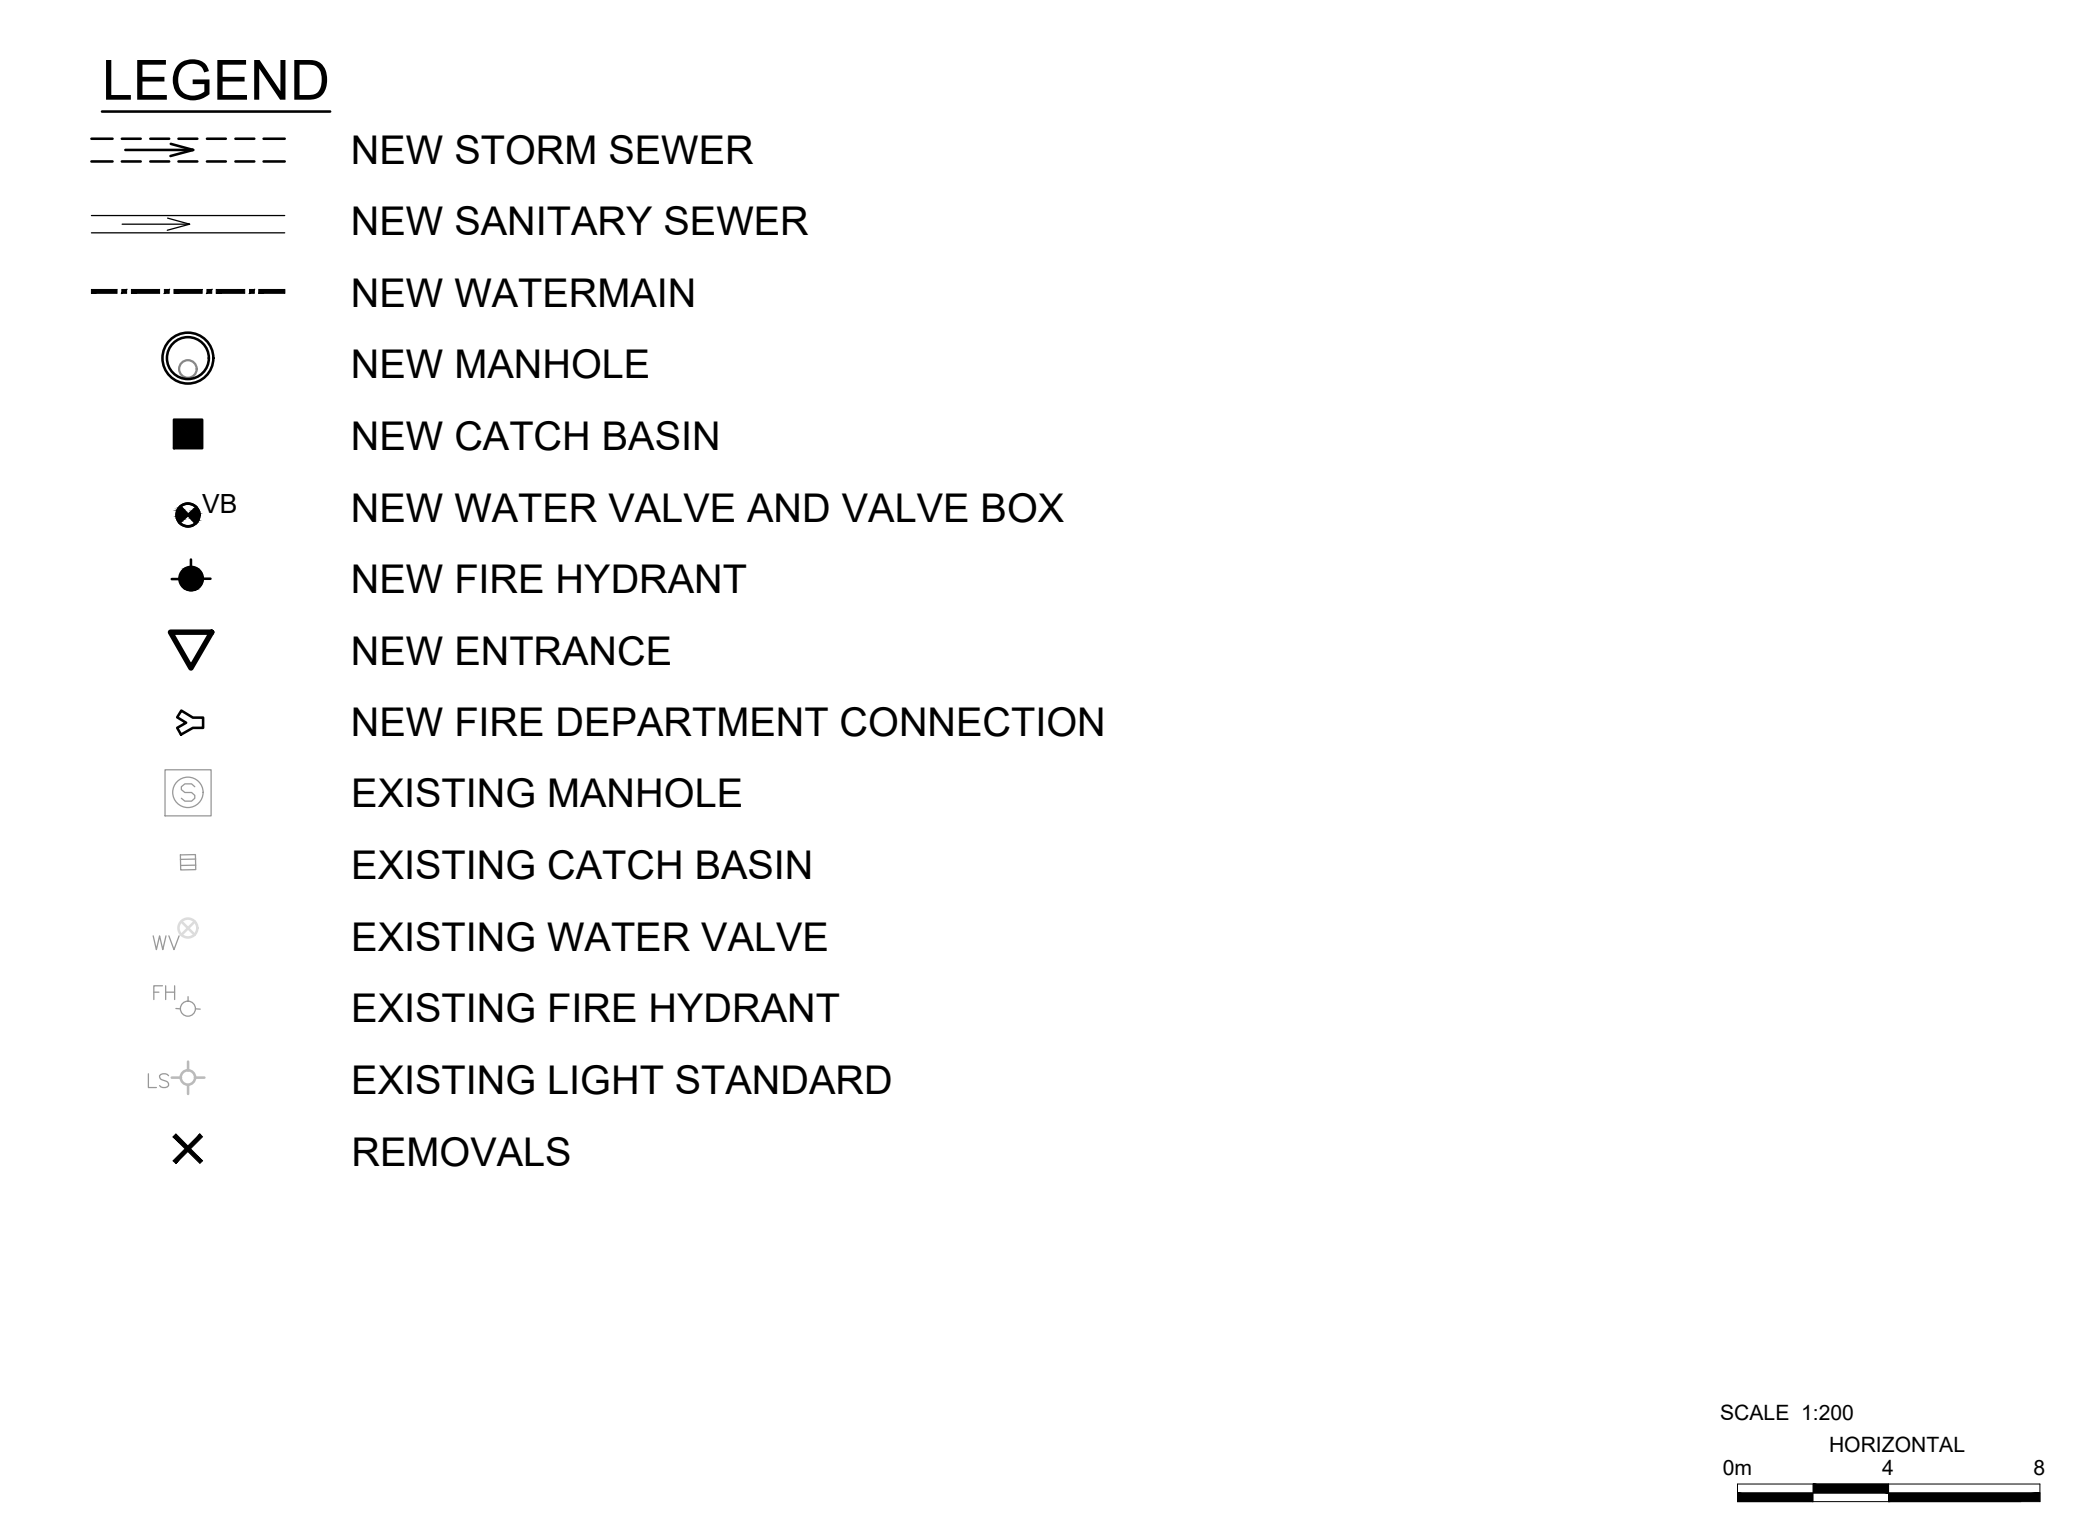 LEGEND
NEW STORM SEWER
NEW SANITARY SEWER
NEW WATERMAIN
NEW MANHOLE
NEW CATCH BASIN
VB NEW WATER VALVE AND VALVE BOX
NEW FIRE HYDRANT
NEW ENTRANCE
NEW FIRE DEPARTMENT CONNECTION
S EXISTING MANHOLE
EXISTING CATCH BASIN
WV EXISTING WATER VALVE
FH EXISTING FIRE HYDRANT
LS EXISTING LIGHT STANDARD
REMOVALS
SCALE 1:200
HORIZONTAL
0m 4 8